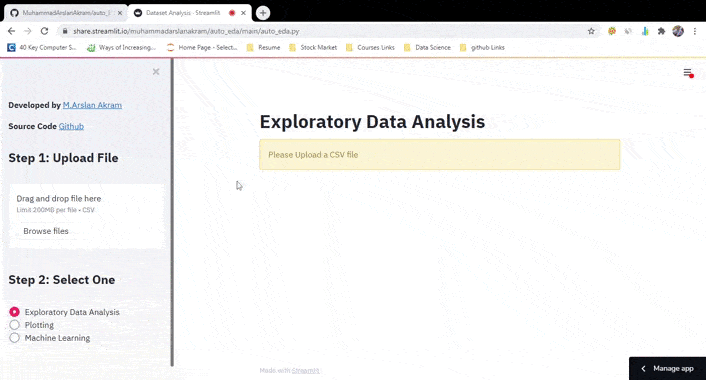 MuhammadArslanAkram/auto_
Dataset Analysis · Streamlit
share.streamlit.io/muhammadarslanakram/auto_eda/main/auto_eda.py
40 Key Computer S...
Ways of Increasing...
Home Page - Select...
Resume
Stock Market
Courses Links
Data Science
github Links
Developed by M.Arslan Akram
Source Code Github
Step 1: Upload File
Drag and drop file here
Limit 200MB per file • CSV
Browse files
Step 2: Select One
Exploratory Data Analysis
Plotting
Machine Learning
Exploratory Data Analysis
Please Upload a CSV file
Made with Streamlit
Manage app